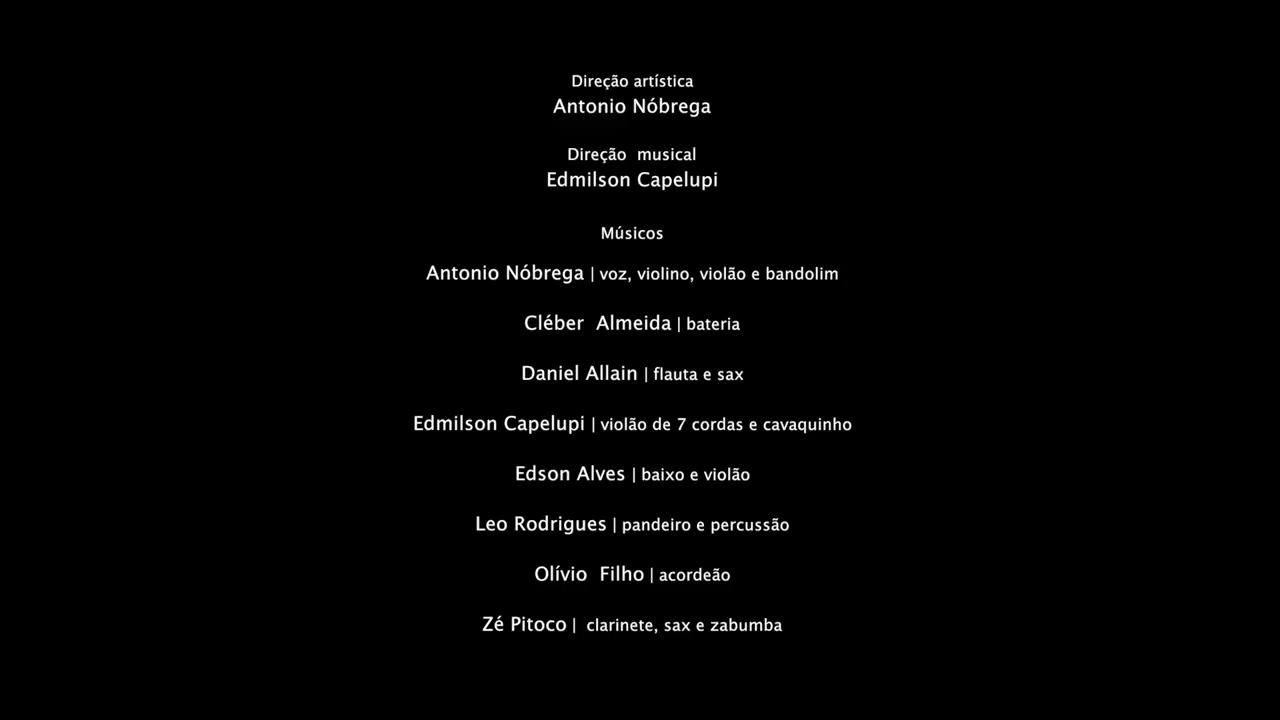 Direção artística
Antonio Nóbrega
Direção musical
Edmilson Capelupi
Músicos
Antonio Nóbrega | voz, violino, violão e bandolim
Cléber Almeida | bateria
Daniel Allain | flauta e sax
Edmilson Capelupi | violão de 7 cordas e cavaquinho
Edson Alves | baixo e violão
Leo Rodrigues | pandeiro e percussão
Olívio Filho | acordeão
Zé Pitoco | clarinete, sax e zabumba